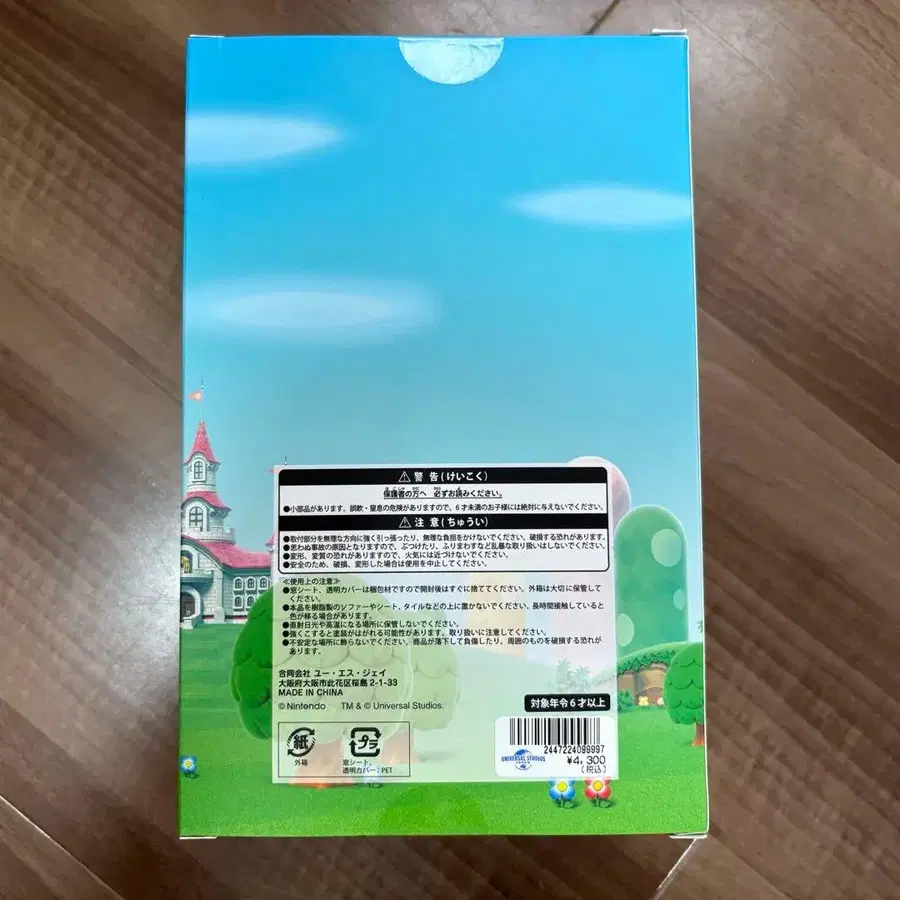 ⚠警告(けいこく)
保護者の方へ 必ずお読みください。
●小部品があります。誤飲・窒息の危険がありますので、6才未満のお子様には絶対に与えないでください。
⚠注意(ちゅうい)
●取付部分を無理な方向に強く引っ張ったり、無理な負担をかけないでください。破損する恐れがあります。
●思わぬ事故の原因となりますので、ぶつけたり、ふりまわすなど乱暴な取り扱いはしないでください。
●変形、変質の恐れがありますので、火気には近づけないでください。
●安全のため、破損、変形した場合は使用を中止してください。
≪使用上の注意≫
●窓シート、透明カバーは梱包材ですので開封後はすぐに捨ててください。外箱は大切に保管して
ください。
●本品を樹脂製のソファーやシート、タイルなどの上に置かないでください。長時間接触していると
色が移る場合があります。
●直射日光や高温になる場所に保管しないでください。
●強くこすると塗装がはがれる可能性があります。取り扱いに注意してください。
●不安定な場所に飾らないでください。商品が落下して負傷したり、周囲のものを破損する恐れが
あります。
合同会社 ユー・エス・ジェイ
大阪府大阪市此花区桜島 2-1-33
MADE IN CHINA
© Nintendo TM & © Universal Studios.
対象年令6才以上
紙
外箱
プラ
窓シート、
透明カバー:PET
2447224099997
UNIVERSAL STUDIOS
JAPAN
¥4,300
(税込)